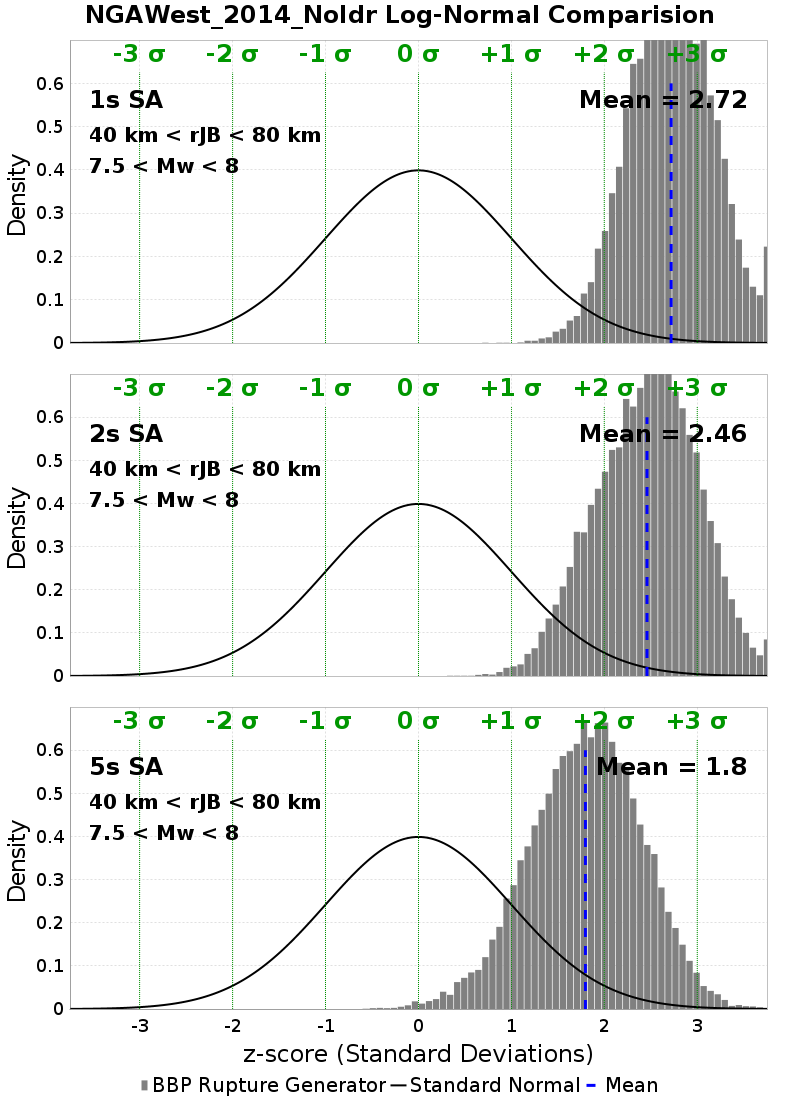 NGAWest_2014_NoIdr Log-Normal Comparision
-3 σ -2 σ -1 σ 0 σ +1 σ +2 σ +3 σ
1s SA
Mean = 2.72
40 km < rJB < 80 km
7.5 < Mw < 8
Density
0.6
0.5
0.4
0.3
0.2
0.1
0
-3 σ -2 σ -1 σ 0 σ +1 σ +2 σ +3 σ
2s SA
Mean = 2.46
40 km < rJB < 80 km
7.5 < Mw < 8
Density
0.6
0.5
0.4
0.3
0.2
0.1
0
-3 σ -2 σ -1 σ 0 σ +1 σ +2 σ +3 σ
5s SA
Mean = 1.8
40 km < rJB < 80 km
7.5 < Mw < 8
Density
0.6
0.5
0.4
0.3
0.2
0.1
0
-3 -2 -1 0 1 2 3
z-score (Standard Deviations)
BBP Rupture Generator Standard Normal Mean